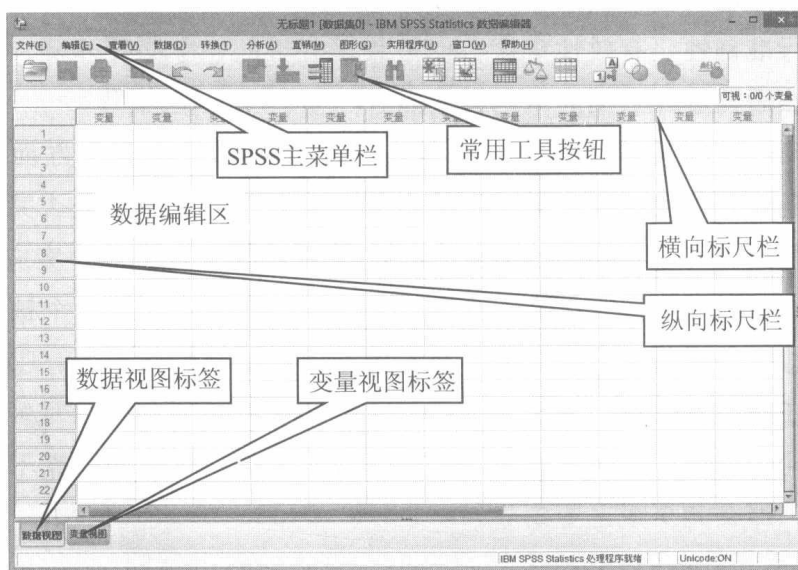 无标题1 [数据集0] - IBM SPSS Statistics 数据编辑器
文件(F) 编辑(E) 查看(V) 数据(D) 转换(T) 分析(A) 直销(M) 图形(G) 实用程序(U) 窗口(W) 帮助(H)
可视：0/0 个变量
变量 变量 变量 变量 变量 变量 变量 变量 变量 变量 变量 变量
1
2
3
4
5
6
7
8
9
10
11
12
13
14
15
16
17
18
19
20
21
22
SPSS主菜单栏
常用工具按钮
数据编辑区
横向标尺栏
纵向标尺栏
数据视图标签
变量视图标签
数据视图 变量视图
IBM SPSS Statistics 处理程序就绪 Unicode:ON